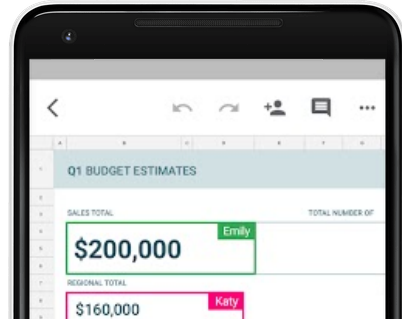 Q1 BUDGET ESTIMATES
SALES TOTAL
TOTAL NUMBER OF
Emily
$200,000
REGIONAL TOTAL
Katy
$160,000